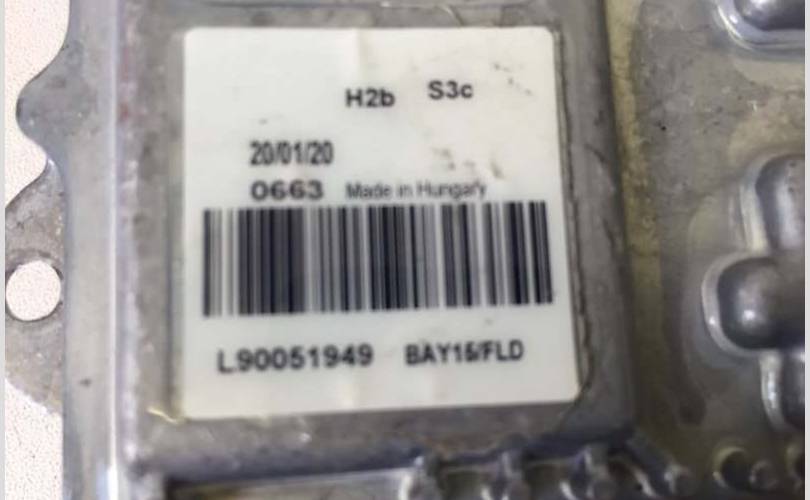 H2b S3c
20/01/20
0663 Made in Hungary
L90051949 BAY15/FLD